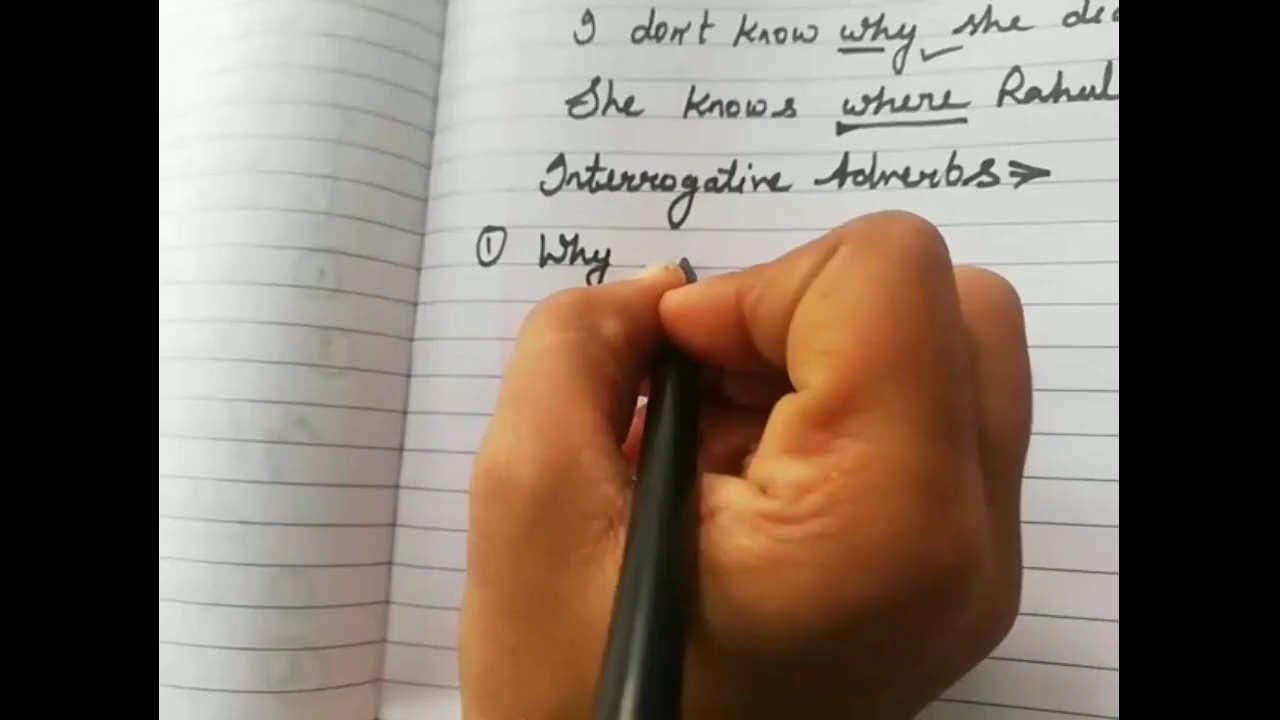 I don't know why she
She knows where Rahul
Interrogative Adverbs⇒
① Why